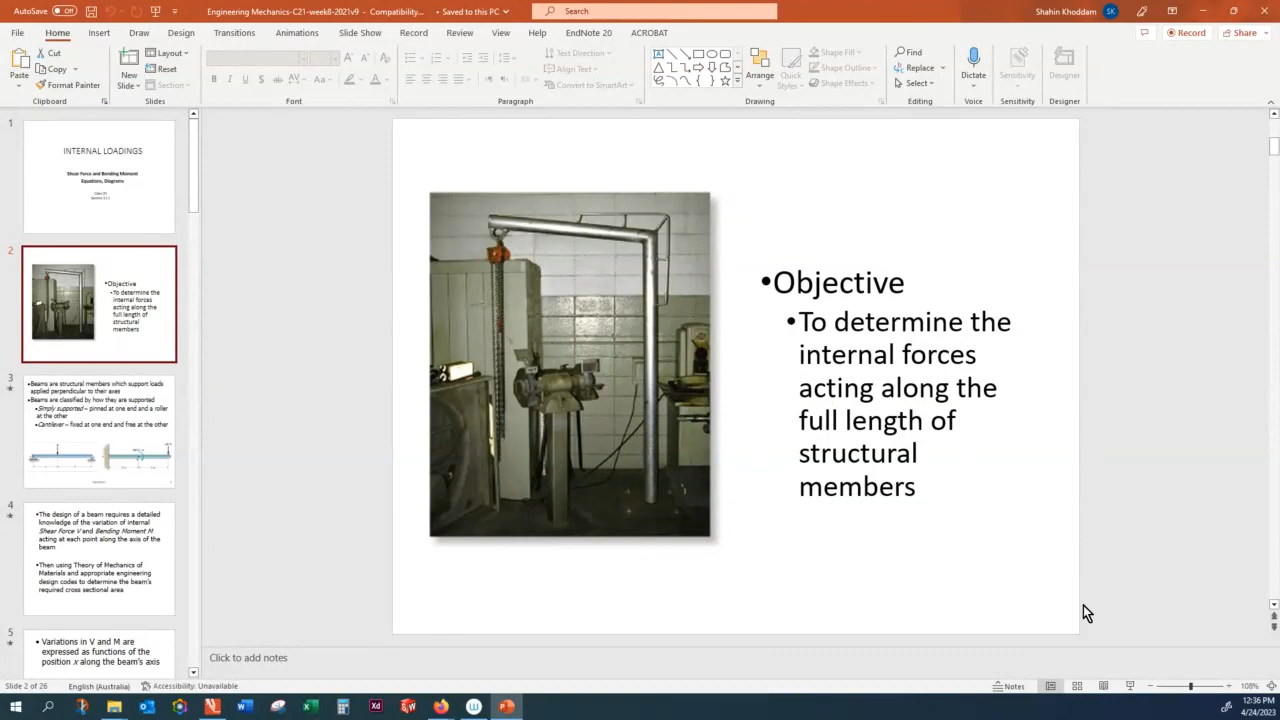 AutoSave Off
Engineering Mechanics-C21-week8-2021v9 - Compatibility... • Saved to this PC
Search
Shahin Khoddam SK
File Home Insert Draw Design Transitions Animations Slide Show Record Review View Help EndNote 20 ACROBAT
Record Share
Paste
Cut
Copy
Format Painter
Clipboard
New
Slide
Layout
Reset
Section
Slides
Font
Text Direction
Align Text
Convert to SmartArt
Paragraph
Arrange
Quick
Styles
Shape Fill
Shape Outline
Shape Effects
Drawing
Find
Replace
Select
Editing
Dictate
Voice
Sensitivity
Sensitivity
Designer
Designer
1
INTERNAL LOADINGS
Shear Force and Bending Moment
Equations, Diagrams
2
•Objective
•To determine the
internal forces
acting along the
full length of
structural
members
3
•Beams are structural members which support loads
applied perpendicular to their axes
•Beams are classified by how they are supported
•Simply supported – pinned at one end and a roller
at the other
•Cantilever – fixed at one end and free at the other
4
•The design of a beam requires a detailed
knowledge of the variation of internal
Shear Force V and Bending Moment M
acting at each point along the axis of the
beam
•Then using Theory of Mechanics of
Materials and appropriate engineering
design codes to determine the beam's
required cross sectional area
5
• Variations in V and M are
expressed as functions of the
position x along the beam's axis
•Objective
•To determine the
internal forces
acting along the
full length of
structural
members
Click to add notes
Slide 2 of 26 English (Australia) Accessibility: Unavailable
Notes
108%
12:36 PM
4/24/2023